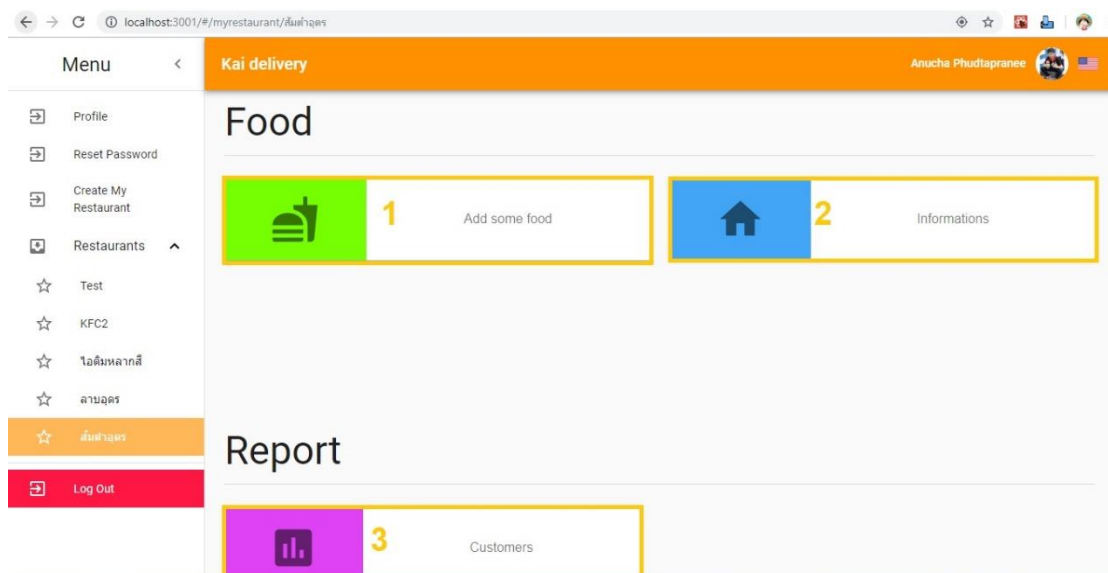 localhost:3001/#/myrestaurant/ส้มตำอุดร
Menu
Kai delivery
Anucha Phudtapranee
Profile
Reset Password
Create My
Restaurant
Restaurants
Test
KFC2
ไอติมหลากสี
ลาบอุดร
ส้มตำอุดร
Log Out
Food
1
Add some food
2
Informations
Report
3
Customers